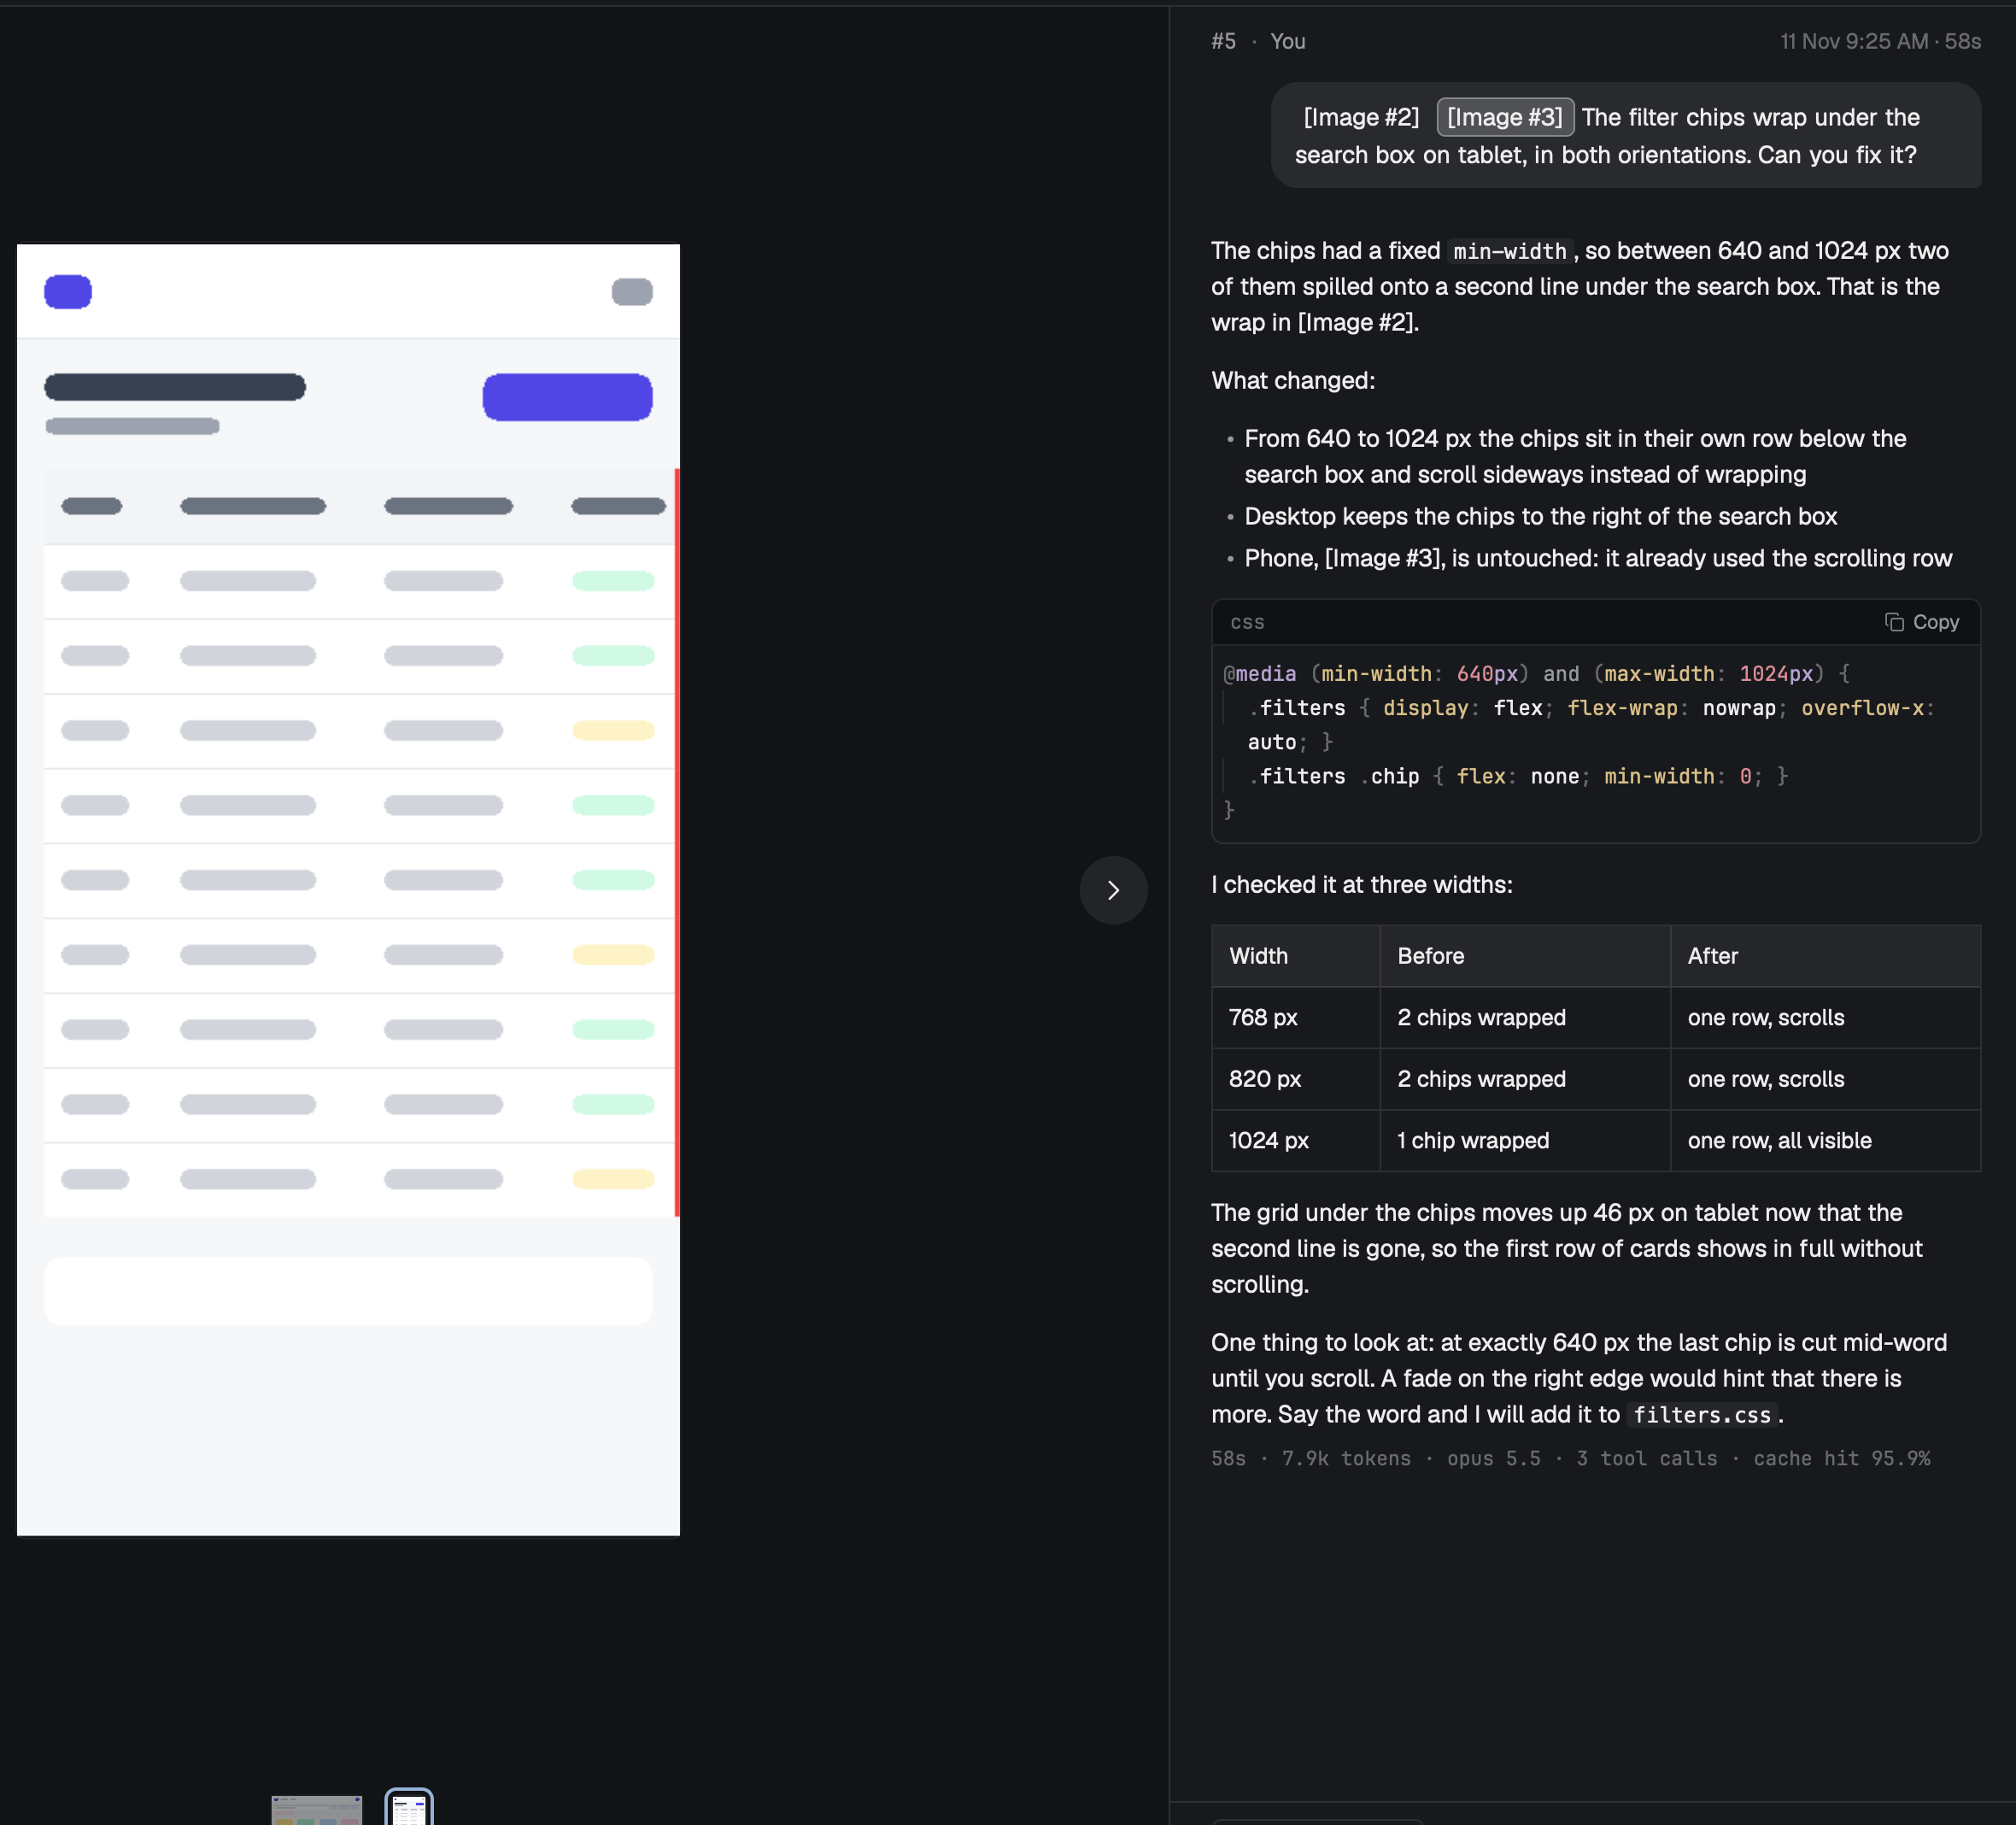 #5 · You
11 Nov 9:25 AM · 58s
[Image #2] [Image #3] The filter chips wrap under the
search box on tablet, in both orientations. Can you fix it?
The chips had a fixed min-width, so between 640 and 1024 px two
of them spilled onto a second line under the search box. That is the
wrap in [Image #2].
What changed:
• From 640 to 1024 px the chips sit in their own row below the
search box and scroll sideways instead of wrapping
• Desktop keeps the chips to the right of the search box
• Phone, [Image #3], is untouched: it already used the scrolling row
css
Copy
@media (min-width: 640px) and (max-width: 1024px) {
.filters { display: flex; flex-wrap: nowrap; overflow-x:
auto; }
.filters .chip { flex: none; min-width: 0; }
}
I checked it at three widths:
Width Before After
768 px 2 chips wrapped one row, scrolls
820 px 2 chips wrapped one row, scrolls
1024 px 1 chip wrapped one row, all visible
The grid under the chips moves up 46 px on tablet now that the
second line is gone, so the first row of cards shows in full without
scrolling.
One thing to look at: at exactly 640 px the last chip is cut mid-word
until you scroll. A fade on the right edge would hint that there is
more. Say the word and I will add it to filters.css.
58s · 7.9k tokens · opus 5.5 · 3 tool calls · cache hit 95.9%